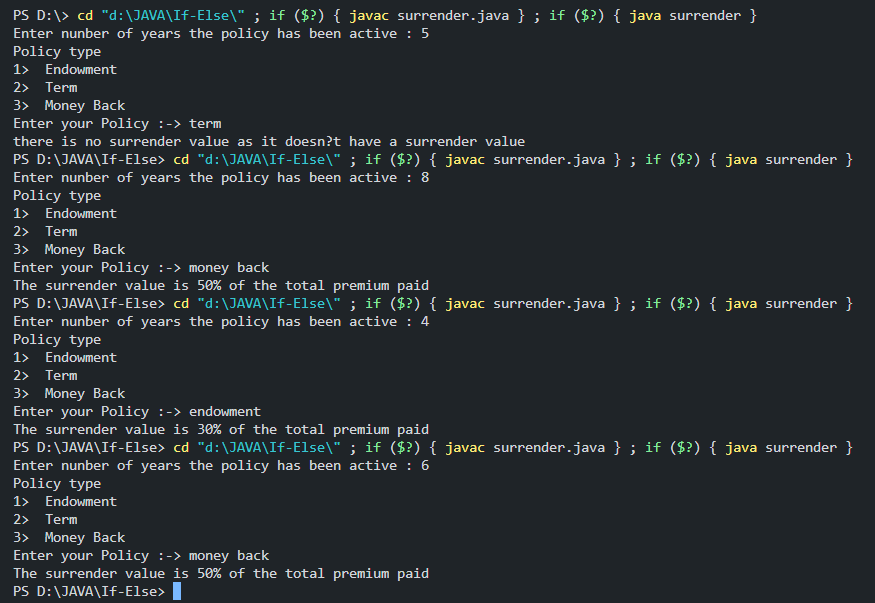 PS D:\> cd "d:\JAVA\If-Else\" ; if ($?) { javac surrender.java } ; if ($?) { java surrender }
Enter nunber of years the policy has been active : 5
Policy type
1>  Endowment
2>  Term
3>  Money Back
Enter your Policy :-> term
there is no surrender value as it doesn?t have a surrender value
PS D:\JAVA\If-Else> cd "d:\JAVA\If-Else\" ; if ($?) { javac surrender.java } ; if ($?) { java surrender }
Enter nunber of years the policy has been active : 8
Policy type
1>  Endowment
2>  Term
3>  Money Back
Enter your Policy :-> money back
The surrender value is 50% of the total premium paid
PS D:\JAVA\If-Else> cd "d:\JAVA\If-Else\" ; if ($?) { javac surrender.java } ; if ($?) { java surrender }
Enter nunber of years the policy has been active : 4
Policy type
1>  Endowment
2>  Term
3>  Money Back
Enter your Policy :-> endowment
The surrender value is 30% of the total premium paid
PS D:\JAVA\If-Else> cd "d:\JAVA\If-Else\" ; if ($?) { javac surrender.java } ; if ($?) { java surrender }
Enter nunber of years the policy has been active : 6
Policy type
1>  Endowment
2>  Term
3>  Money Back
Enter your Policy :-> money back
The surrender value is 50% of the total premium paid
PS D:\JAVA\If-Else>